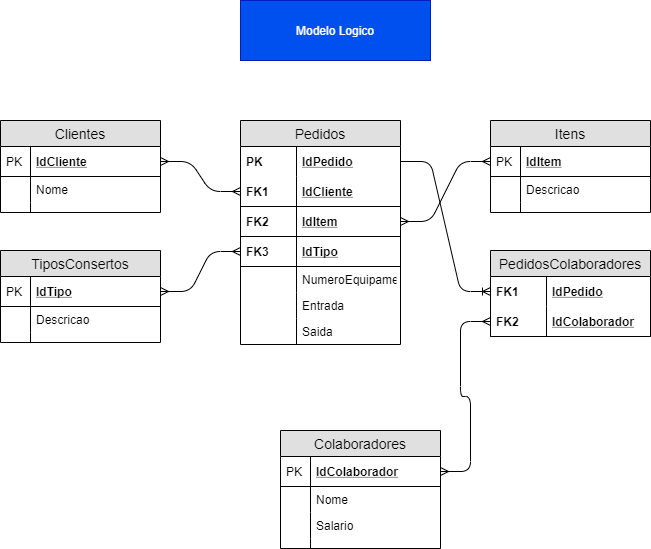 Modelo Logico
Clientes
PK IdCliente
Nome
Pedidos
PK IdPedido
FK1 IdCliente
FK2 IdItem
FK3 IdTipo
NumeroEquipame
Entrada
Saida
Itens
PK IdItem
Descricao
TiposConsertos
PK IdTipo
Descricao
PedidosColaboradores
FK1 IdPedido
FK2 IdColaborador
Colaboradores
PK IdColaborador
Nome
Salario